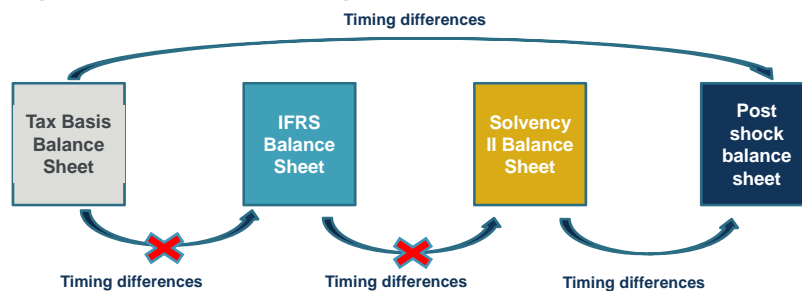 Timing differences
Tax Basis
Balance
Sheet
IFRS
Balance
Sheet
Solvency
II Balance
Sheet
Post
shock
balance
sheet
Timing differences
Timing differences
Timing differences